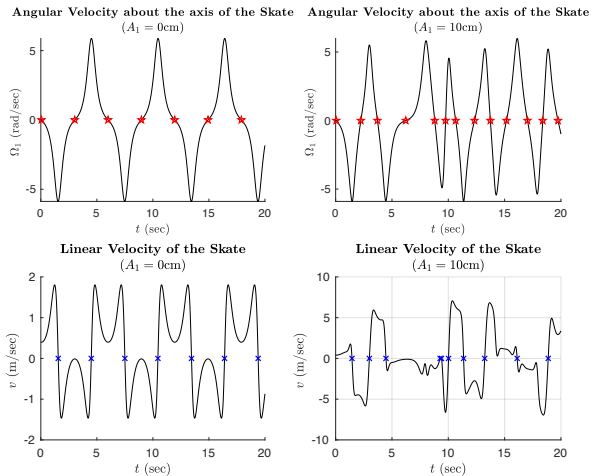 Angular Velocity about the axis of the Skate
(A₁ = 0cm)
5
0
-5
Ω₁ (rad/sec)
0 5 10 15 20
t (sec)
Angular Velocity about the axis of the Skate
(A₁ = 10cm)
5
0
-5
Ω₁ (rad/sec)
0 5 10 15 20
t (sec)
Linear Velocity of the Skate
(A₁ = 0cm)
2
1
0
-1
-2
v (m/sec)
0 5 10 15 20
t (sec)
Linear Velocity of the Skate
(A₁ = 10cm)
10
5
0
-5
-10
v (m/sec)
0 5 10 15 20
t (sec)